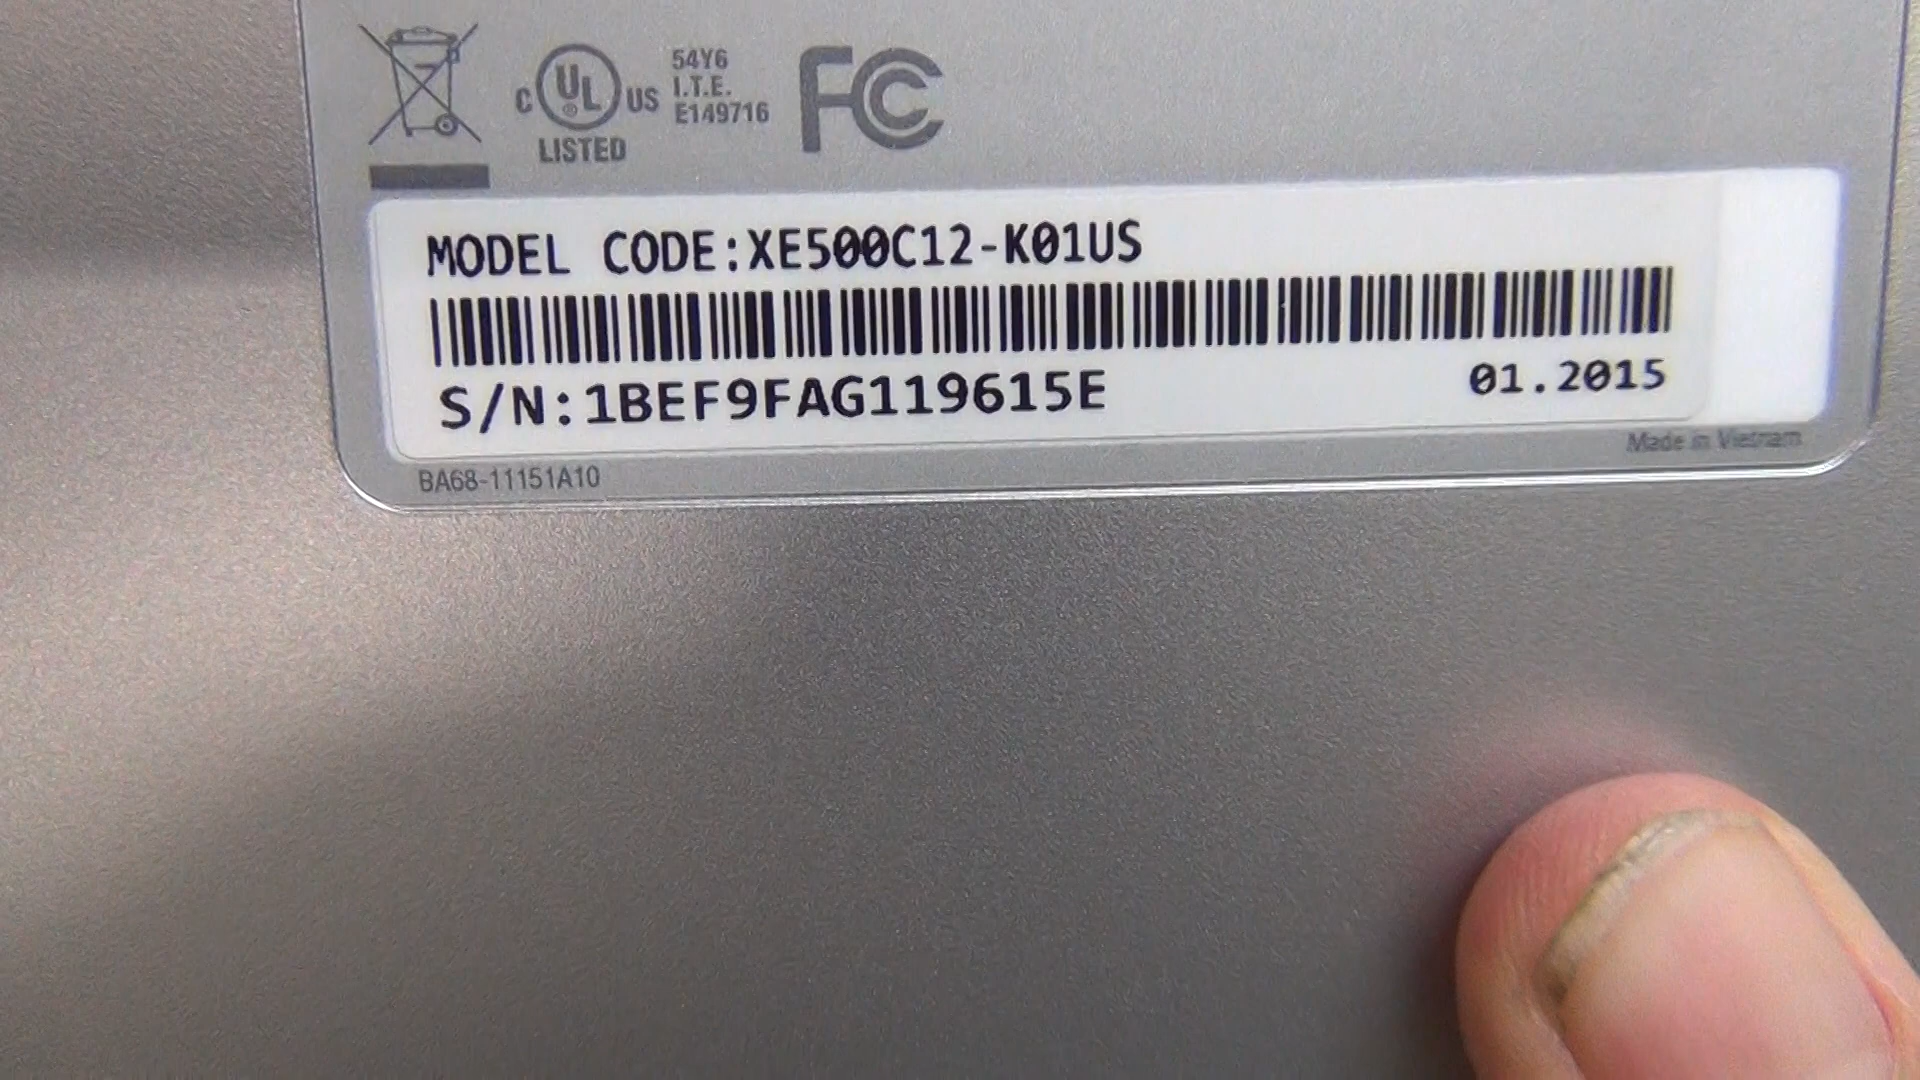 54Y6
I.T.E.
C UL® US E149716
LISTED
FC
MODEL CODE:XE500C12-K01US
S/N:1BEF9FAG119615E
01.2015
Made in Vietnam
BA68-11151A10